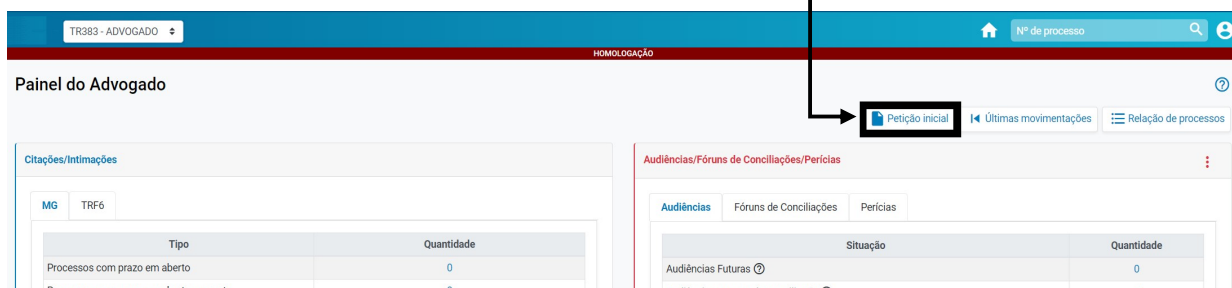 TR383 - ADVOGADO
Nº de processo
HOMOLOGAÇÃO
Painel do Advogado
Petição inicial
Últimas movimentações
Relação de processos
Citações/Intimações
MG TRF6
Tipo Quantidade
Processos com prazo em aberto 0
Audiências/Fóruns de Conciliações/Perícias
Audiências Fóruns de Conciliações Perícias
Situação Quantidade
Audiências Futuras 0